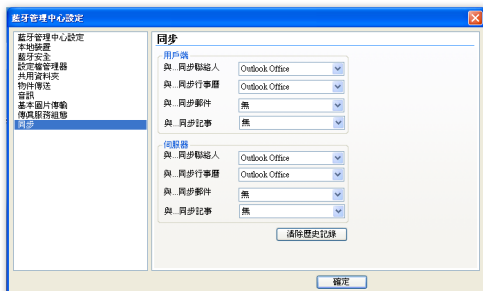 藍牙管理中心設定
藍牙管理中心設定
本地裝置
藍牙安全
設定檔管理器
共用資料夾
物件傳送
音訊
基本圖片傳輸
傳真服務組態
同步
同步
用戶端
與...同步聯絡人 Outlook Office
與...同步行事曆 Outlook Office
與...同步郵件 無
與...同步記事 無
伺服器
與...同步聯絡人 Outlook Office
與...同步行事曆 Outlook Office
與...同步郵件 無
與...同步記事 無
清除歷史記錄
確定